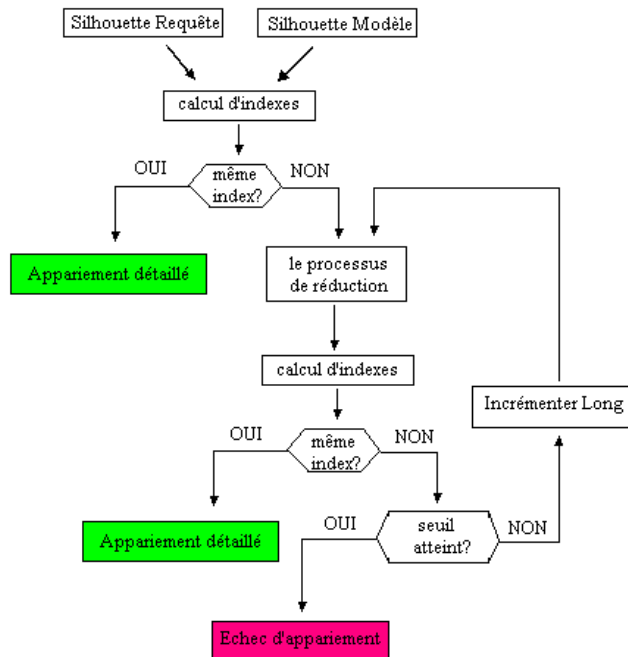 Silhouette Requête
Silhouette Modèle
calcul d'indexes
OUI
même
index?
NON
Appariement détaillé
le processus
de réduction
calcul d'indexes
Incrémenter Long
OUI
même
index?
NON
Appariement détaillé
OUI
seuil
atteint?
NON
Echec d'appariement